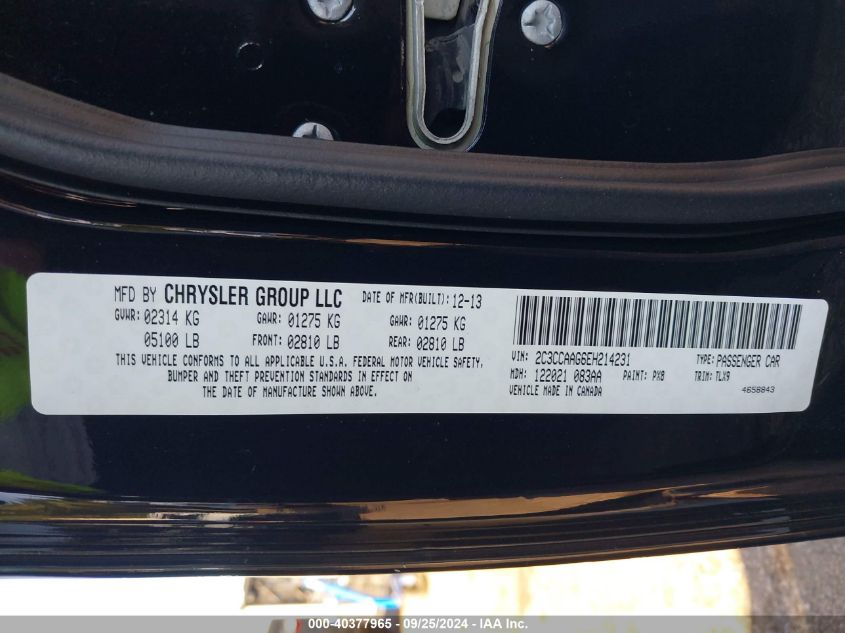 MFD BY CHRYSLER GROUP LLC DATE OF MFR(BUILT): 12-13
GVWR: 02314 KG GAWR: 01275 KG GAWR: 01275 KG
05100 LB FRONT: 02810 LB REAR: 02810 LB
THIS VEHICLE CONFORMS TO ALL APPLICABLE U.S.A. FEDERAL MOTOR VEHICLE SAFETY,
BUMPER AND THEFT PREVENTION STANDARDS IN EFFECT ON
THE DATE OF MANUFACTURE SHOWN ABOVE.
VIN: 2C3CCAAG6EH214231 TYPE: PASSENGER CAR
MDH: 122021 083AA PAINT: PX8 TRIM: TLX9
VEHICLE MADE IN CANADA 4658843
000-40377965 - 09/25/2024 - IAA Inc.